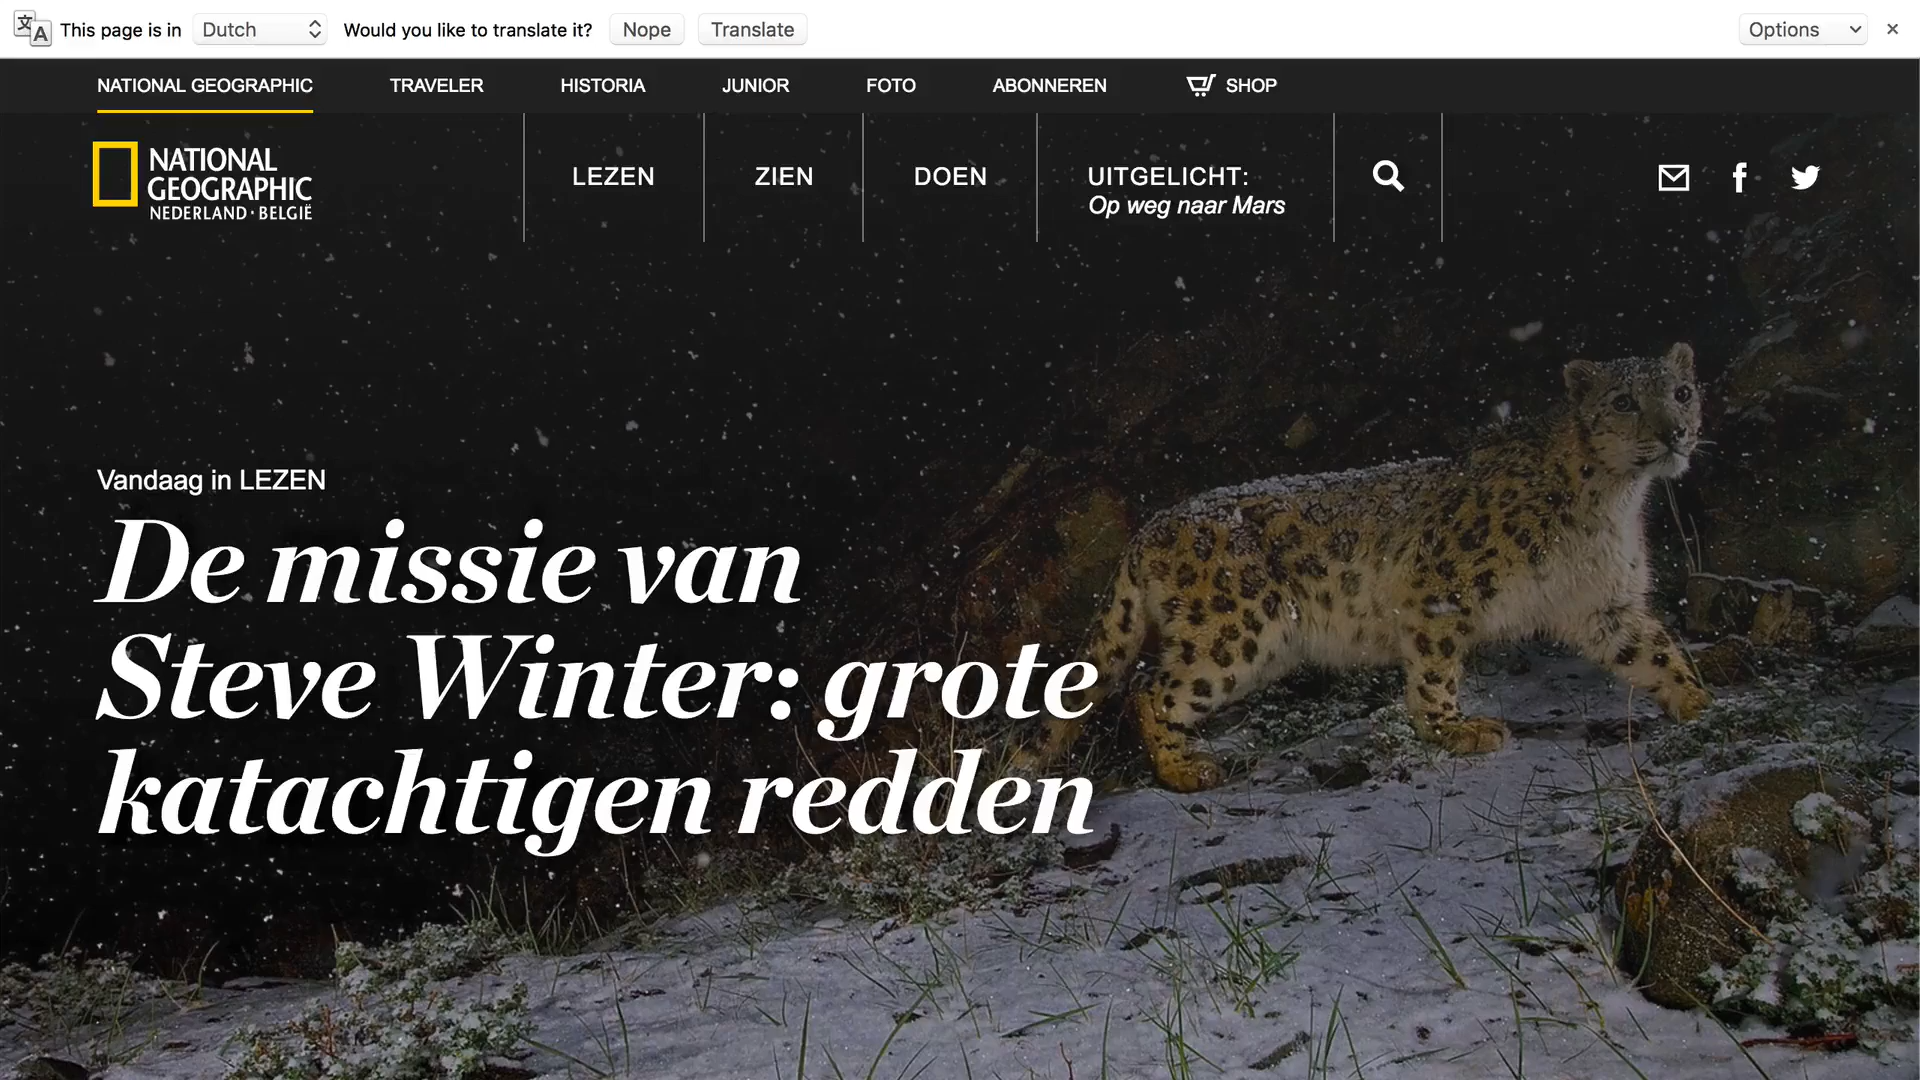 This page is in Dutch Would you like to translate it? Nope Translate Options ×
NATIONAL GEOGRAPHIC TRAVELER HISTORIA JUNIOR FOTO ABONNEREN SHOP
NATIONAL
GEOGRAPHIC
NEDERLAND · BELGIË
LEZEN ZIEN DOEN UITGELICHT:
Op weg naar Mars
Vandaag in LEZEN
De missie van
Steve Winter: grote
katachtigen redden